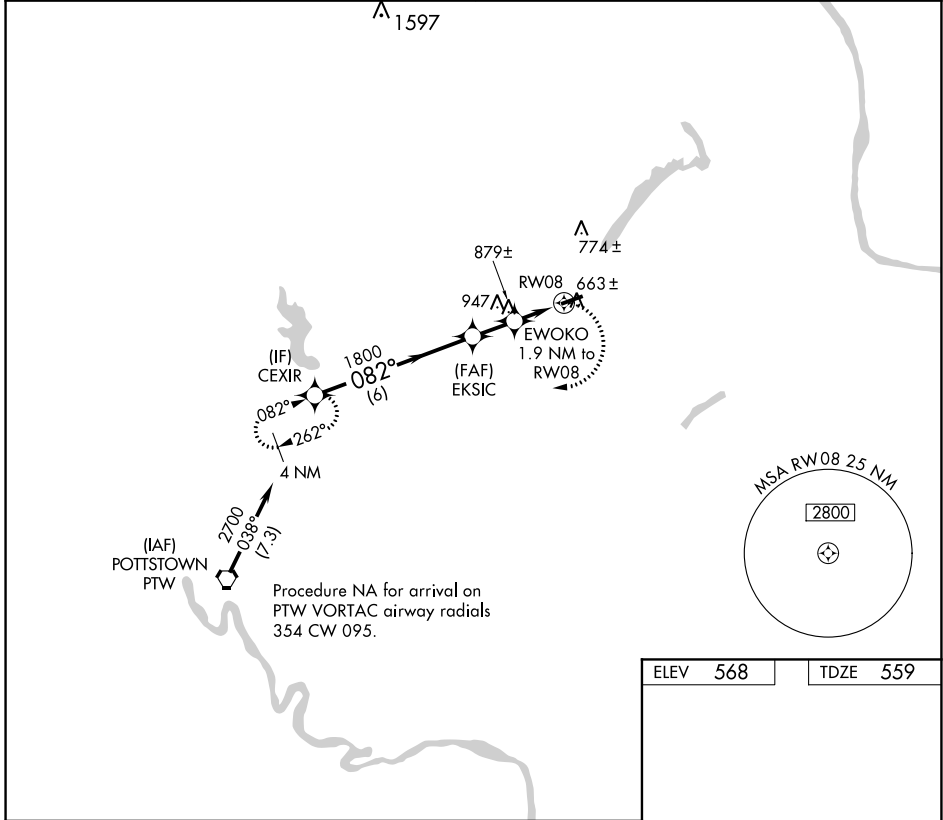 1597
774±
879±
RW08
663±
947
EWOKO
1.9 NM to
RW08
(FAF)
EKSIC
(IF)
CEXIR
1800
082°
(6)
082°
262°
4 NM
2700
038°
(7.3)
(IAF)
POTTSTOWN
PTW
Procedure NA for arrival on
PTW VORTAC airway radials
354 CW 095.
MSA RW08 25 NM
2800
ELEV 568
TDZE 559